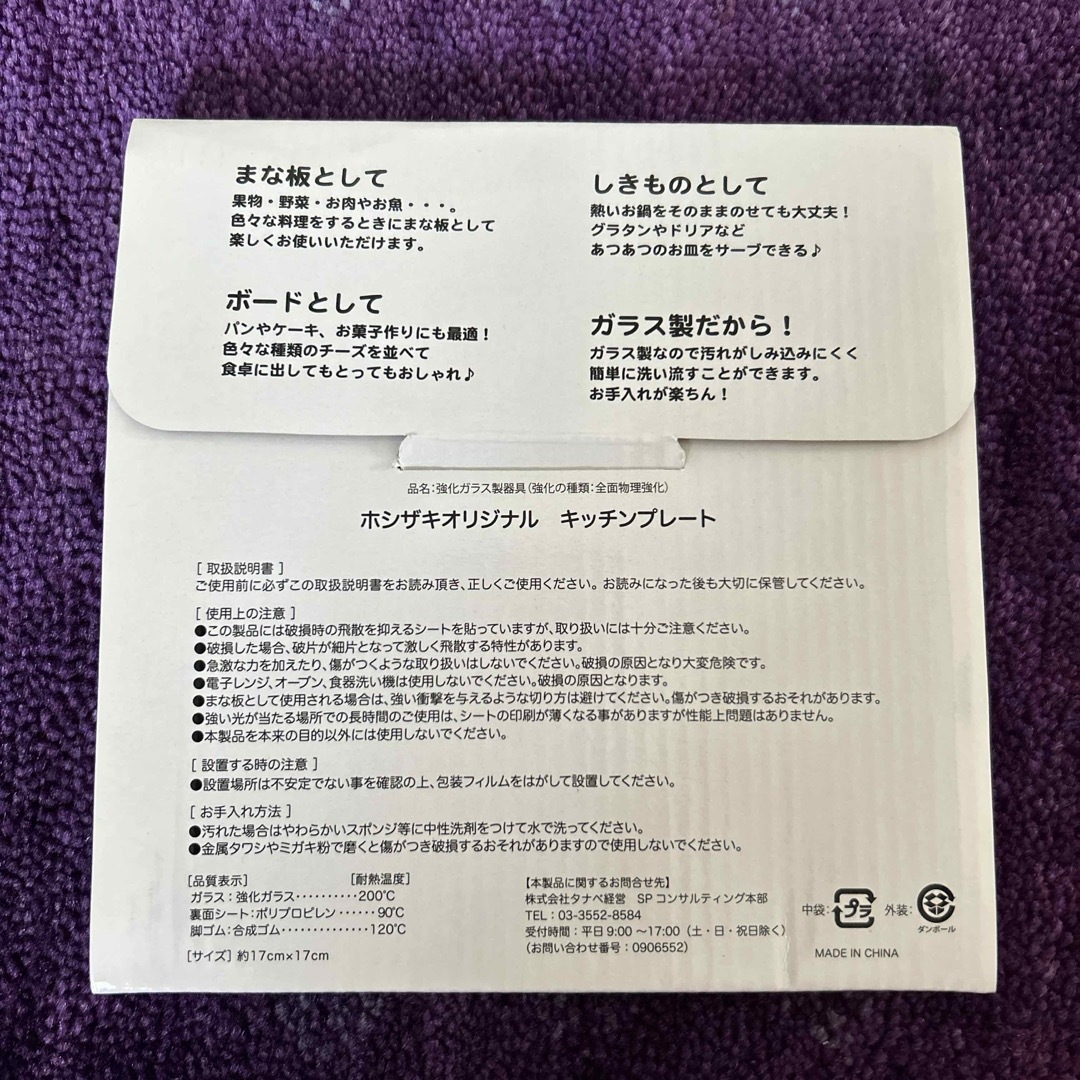 まな板として
果物・野菜・お肉やお魚・・・。
色々な料理をするときにまな板として
楽しくお使いいただけます。
しきものとして
熱いお鍋をそのままのせても大丈夫！
グラタンやドリアなど
あつあつのお皿をサーブできる♪
ボードとして
パンやケーキ、お菓子作りにも最適！
色々な種類のチーズを並べて
食卓に出してもとってもおしゃれ♪
ガラス製だから！
ガラス製なので汚れがしみ込みにくく
簡単に洗い流すことができます。
お手入れが楽ちん！
品名：強化ガラス製器具（強化の種類：全面物理強化）
ホシザキオリジナル　キッチンプレート
［ 取扱説明書 ］
ご使用前に必ずこの取扱説明書をお読み頂き、正しくご使用ください。お読みになった後も大切に保管してください。
［ 使用上の注意 ］
●この製品には破損時の飛散を抑えるシートを貼っていますが、取り扱いには十分ご注意ください。
●破損した場合、破片が細片となって激しく飛散する特性があります。
●急激な力を加えたり、傷がつくような取り扱いはしないでください。破損の原因となり大変危険です。
●電子レンジ、オーブン、食器洗い機は使用しないでください。破損の原因となります。
●まな板として使用される場合は、強い衝撃を与えるような切り方は避けてください。傷がつき破損するおそれがあります。
●強い光が当たる場所での長時間のご使用は、シートの印刷が薄くなる事がありますが性能上問題はありません。
●本製品を本来の目的以外には使用しないでください。
［ 設置する時の注意 ］
●設置場所は不安定でない事を確認の上、包装フィルムをはがして設置してください。
［ お手入れ方法 ］
●汚れた場合はやわらかいスポンジ等に中性洗剤をつけて水で洗ってください。
●金属タワシやミガキ粉で磨くと傷がつき破損するおそれがありますので使用しないでください。
［品質表示］　［耐熱温度］
ガラス：強化ガラス・・・・・・・・・・200℃
裏面シート：ポリプロピレン・・・・・・90℃
脚ゴム：合成ゴム・・・・・・・・・・・・・・120℃
［サイズ］約17cm×17cm
【本製品に関するお問合せ先】
株式会社タナベ経営　SPコンサルティング本部
TEL：03-3552-8584
受付時間：平日9:00～17:00（土・日・祝日除く）
（お問い合わせ番号：0906552）
中袋：プラ　外装：ダンボール
MADE IN CHINA